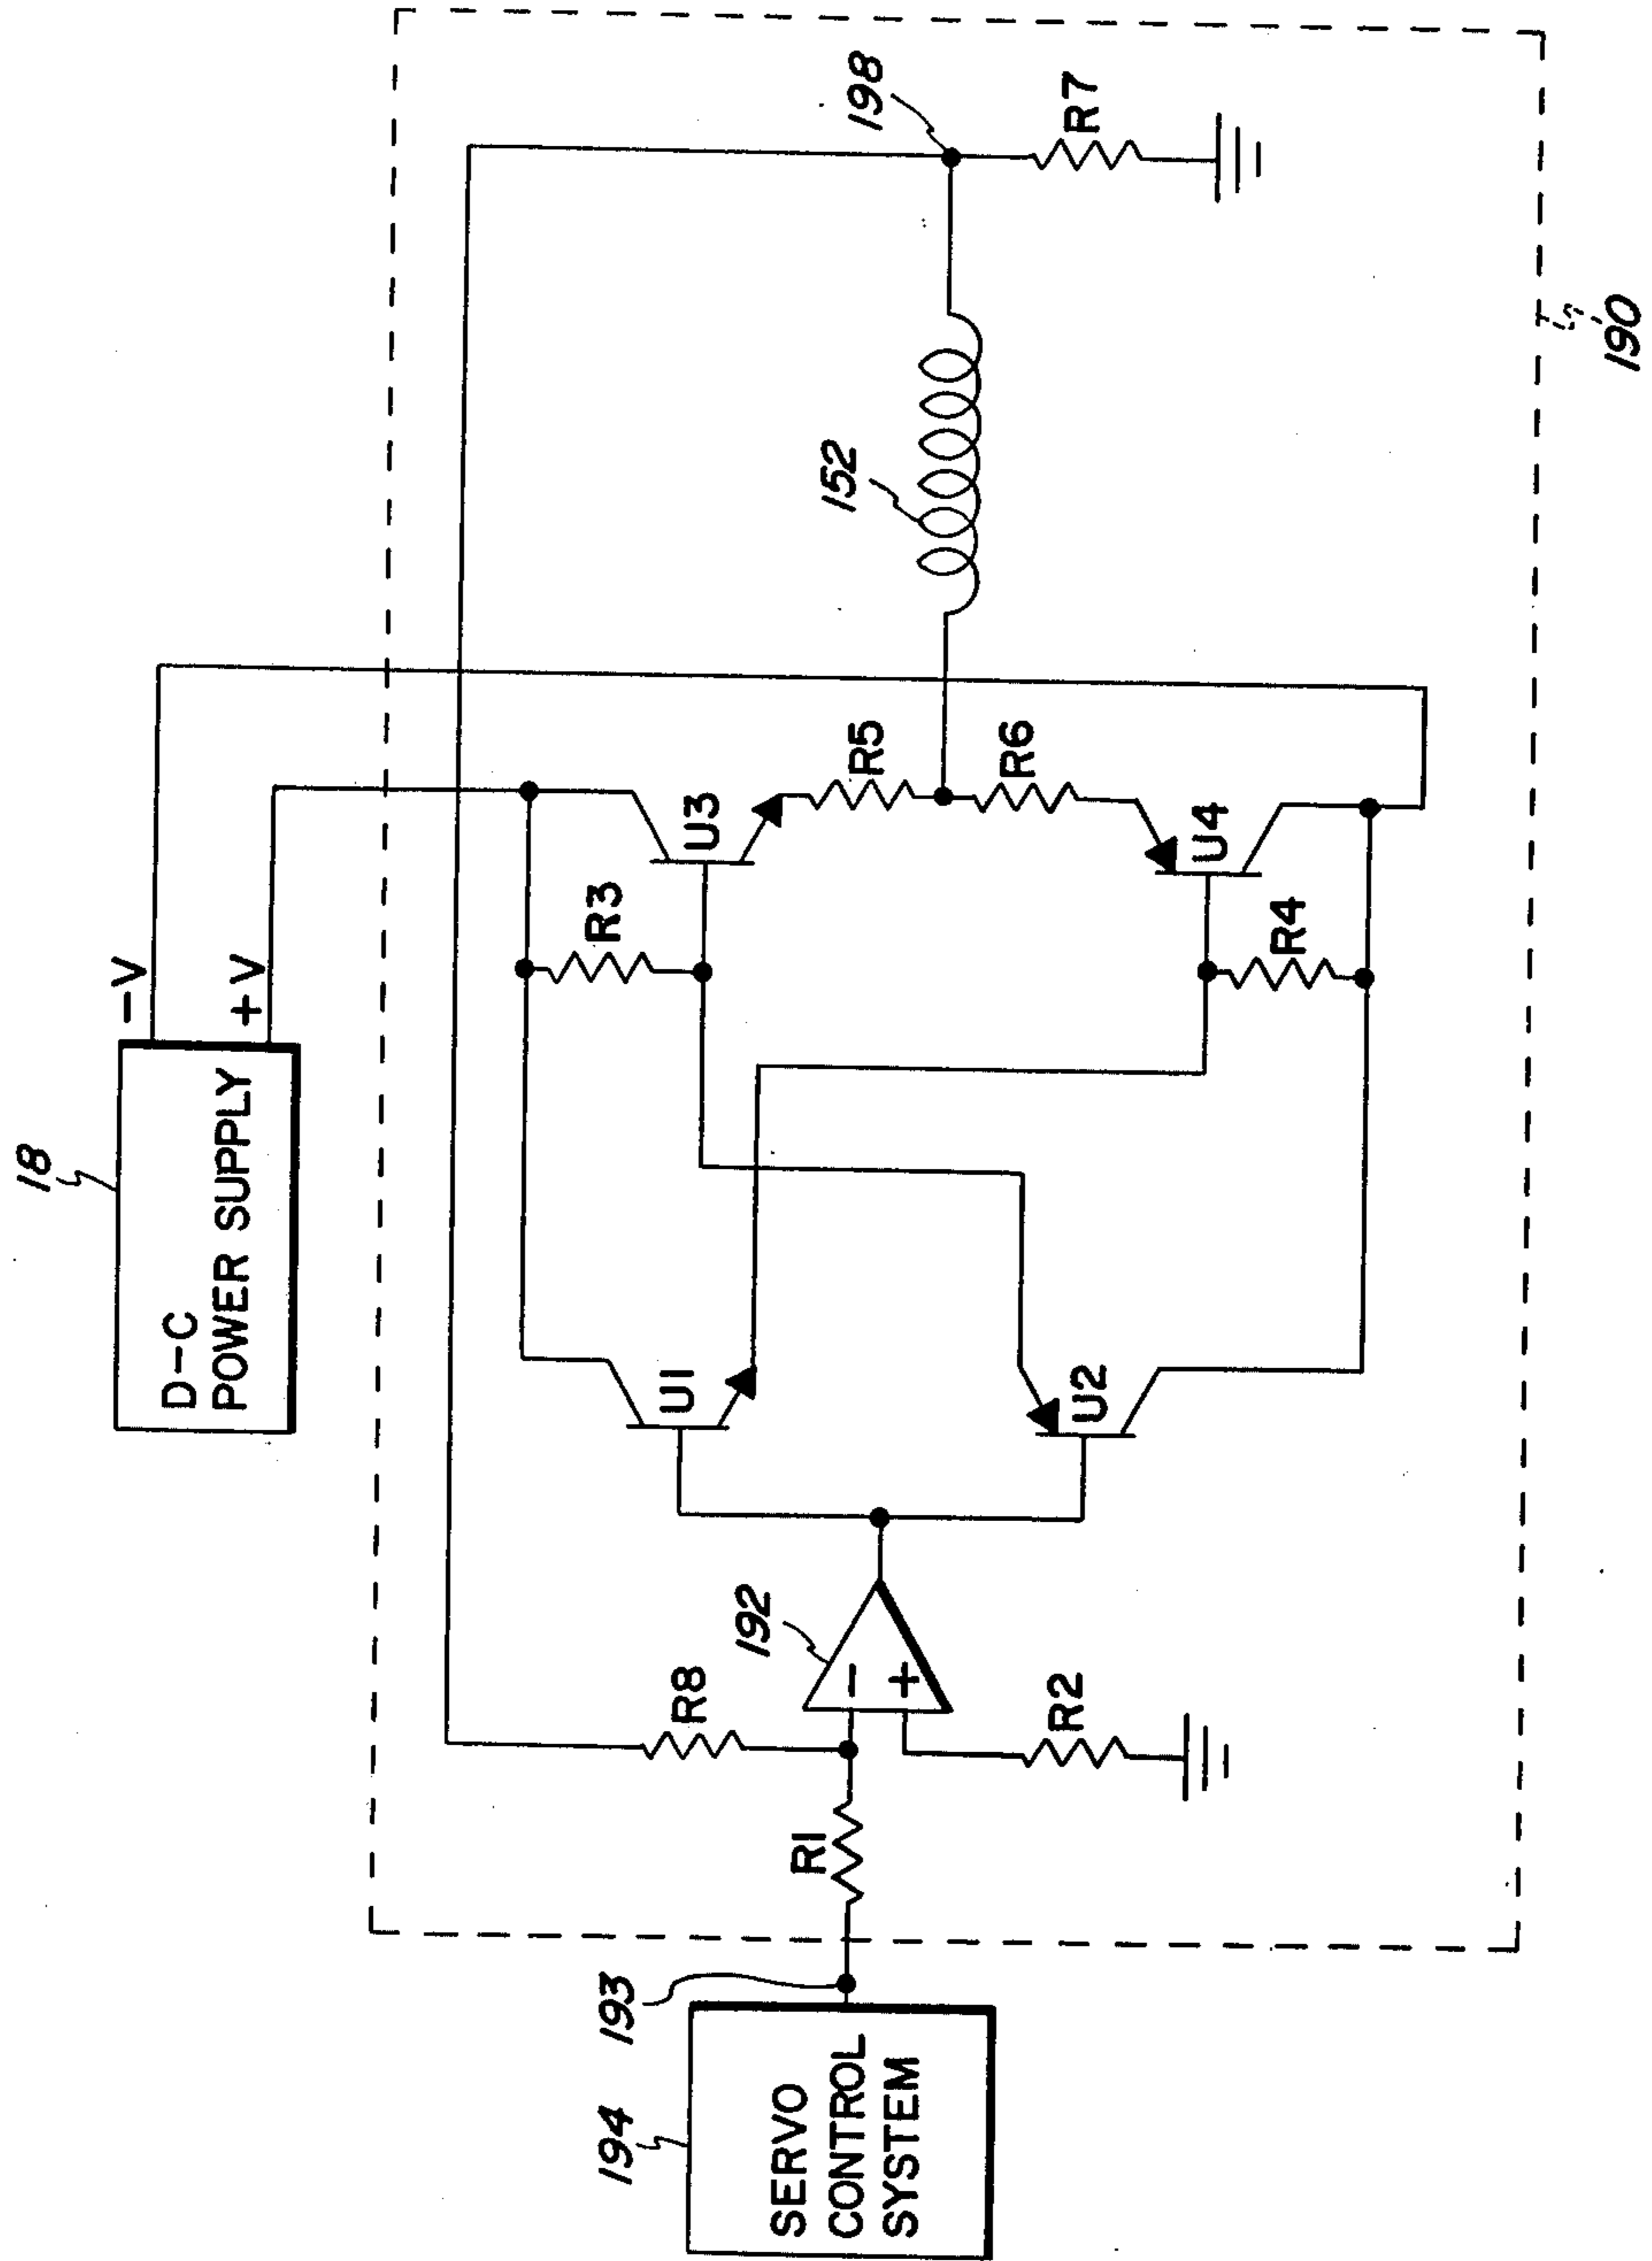 18
D-C
POWER SUPPLY
-V
+V
194
SERVO
CONTROL
SYSTEM
193
R1
R8
192
-
+
R2
U1
U2
R3
U3
R5
R6
U4
R4
152
198
R7
190